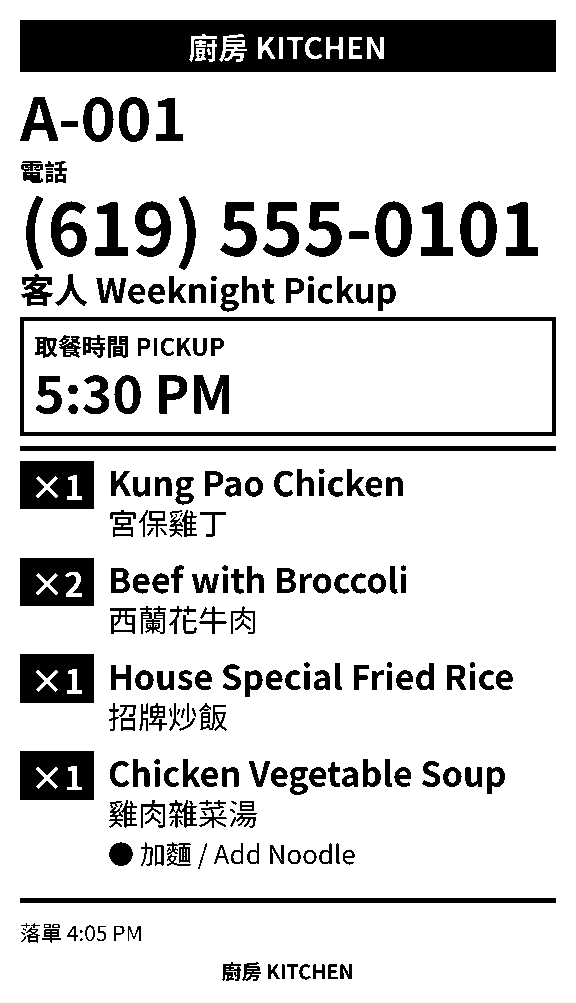 廚房 KITCHEN
A-001
電話
(619) 555-0101
客人 Weeknight Pickup
取餐時間 PICKUP
5:30 PM
×1 Kung Pao Chicken
宮保雞丁
×2 Beef with Broccoli
西蘭花牛肉
×1 House Special Fried Rice
招牌炒飯
×1 Chicken Vegetable Soup
雞肉雜菜湯
● 加麵 / Add Noodle
落單 4:05 PM
廚房 KITCHEN